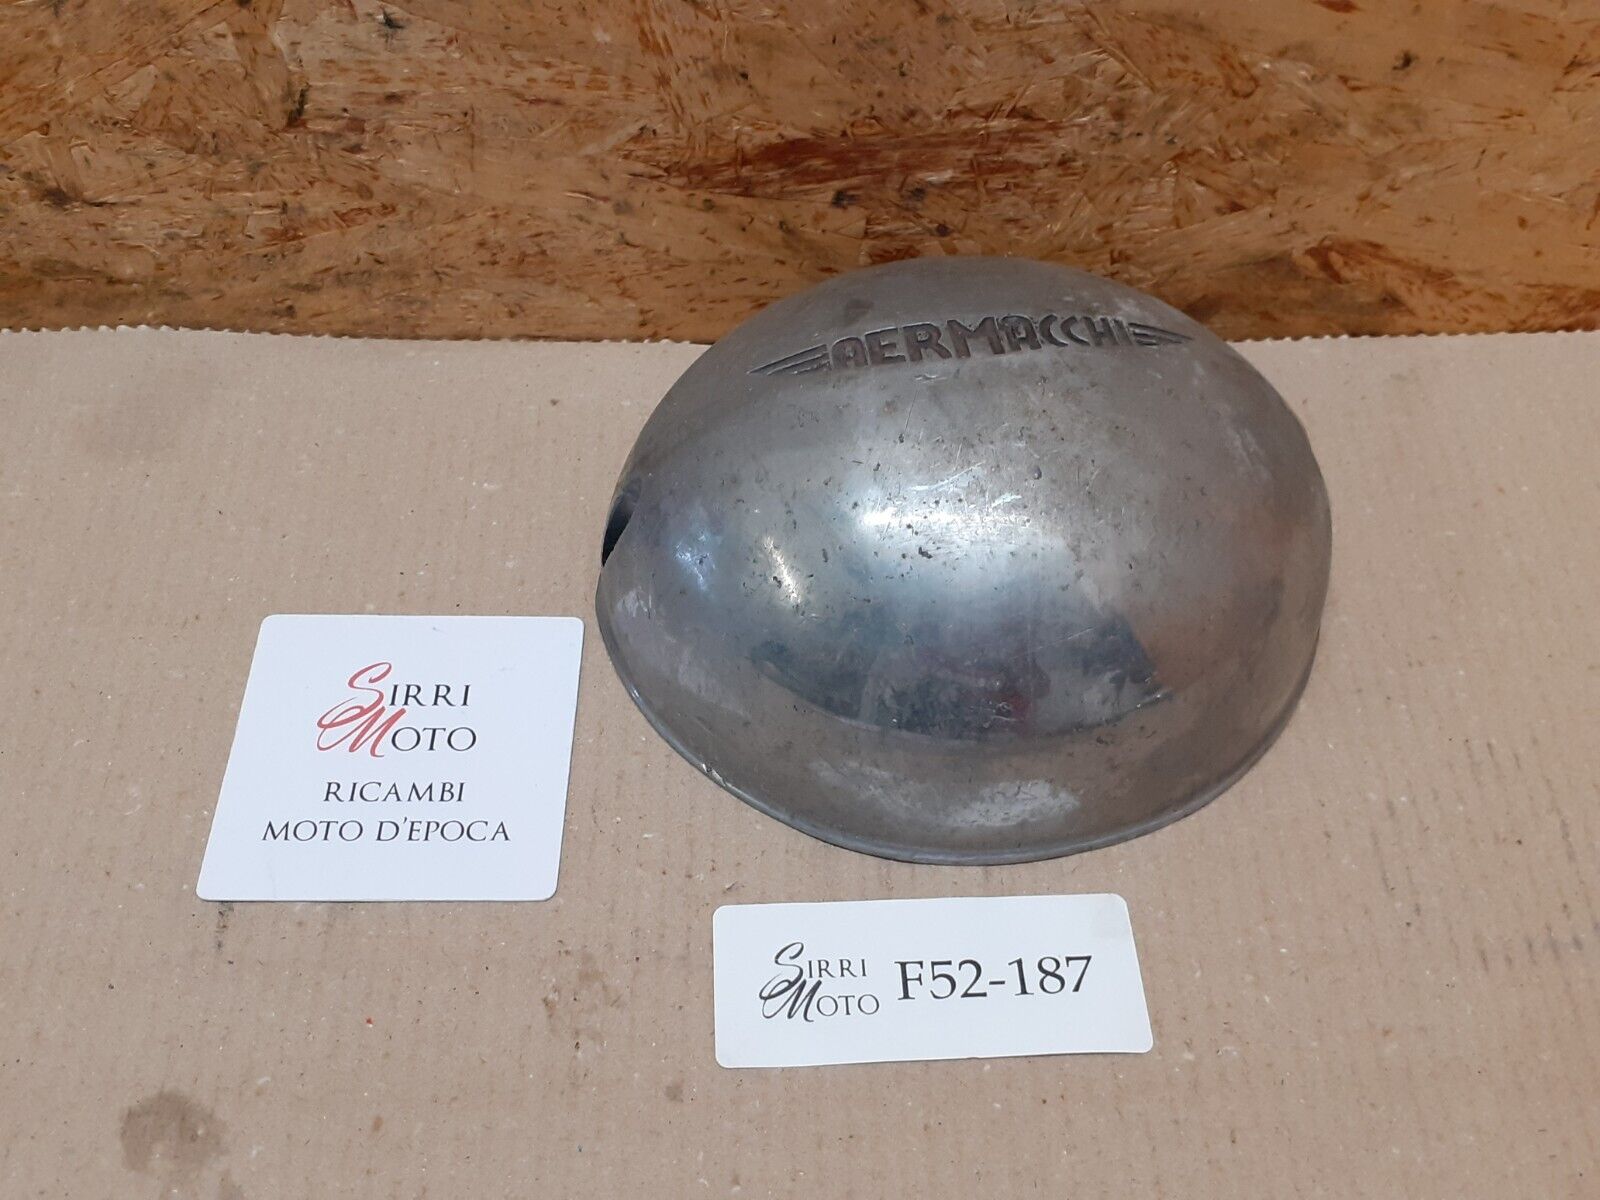 AERMACCHI
SIRRI
MOTO
RICAMBI
MOTO D'EPOCA
SIRRI
MOTO
F52-187